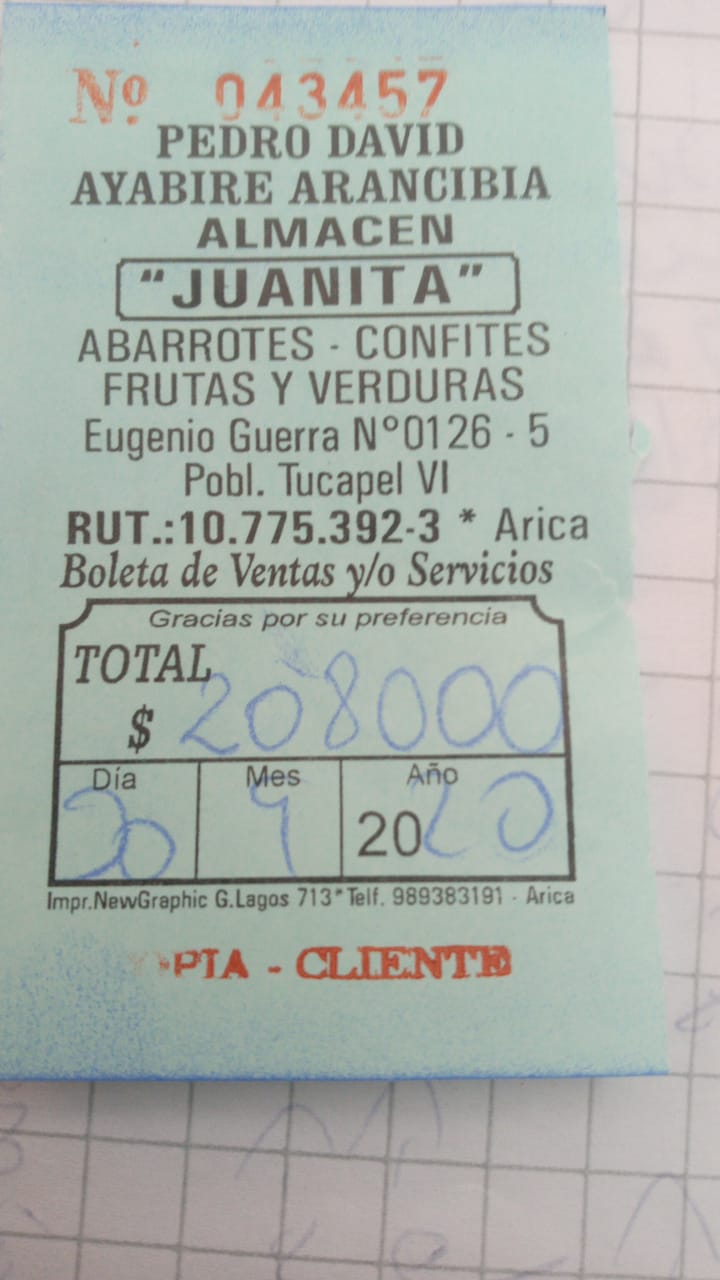 Nº 043457
PEDRO DAVID
AYABIRE ARANCIBIA
ALMACEN
"JUANITA"
ABARROTES - CONFITES
FRUTAS Y VERDURAS
Eugenio Guerra N°0126 - 5
Pobl. Tucapel VI
RUT.:10.775.392-3 * Arica
Boleta de Ventas y/o Servicios
Gracias por su preferencia
TOTAL
$ 208000
Día Mes Año
30 4 2020
Impr.NewGraphic G.Lagos 713*Telf. 989383191 - Arica
PIA - CLIENTE